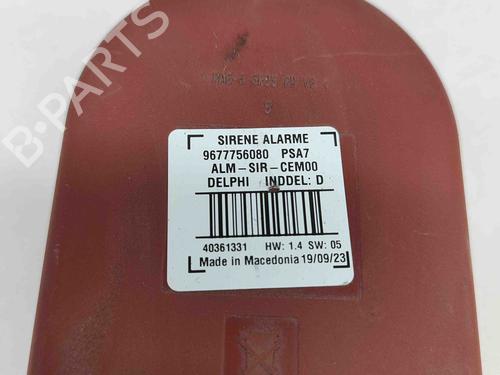 SIRENE ALARME
9677756080 PSA7
ALM-SIR-CEM00
DELPHI INDDEL: D
40361331 HW: 1.4 SW: 05
Made in Macedonia 19/09/23
B-PARTS